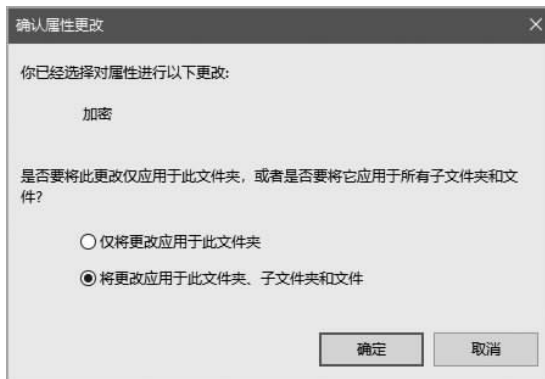 确认属性更改
你已经选择对属性进行以下更改:
加密
是否要将此更改仅应用于此文件夹，或者是否要将它应用于所有子文件夹和文
件?
仅将更改应用于此文件夹
将更改应用于此文件夹、子文件夹和文件
确定 取消